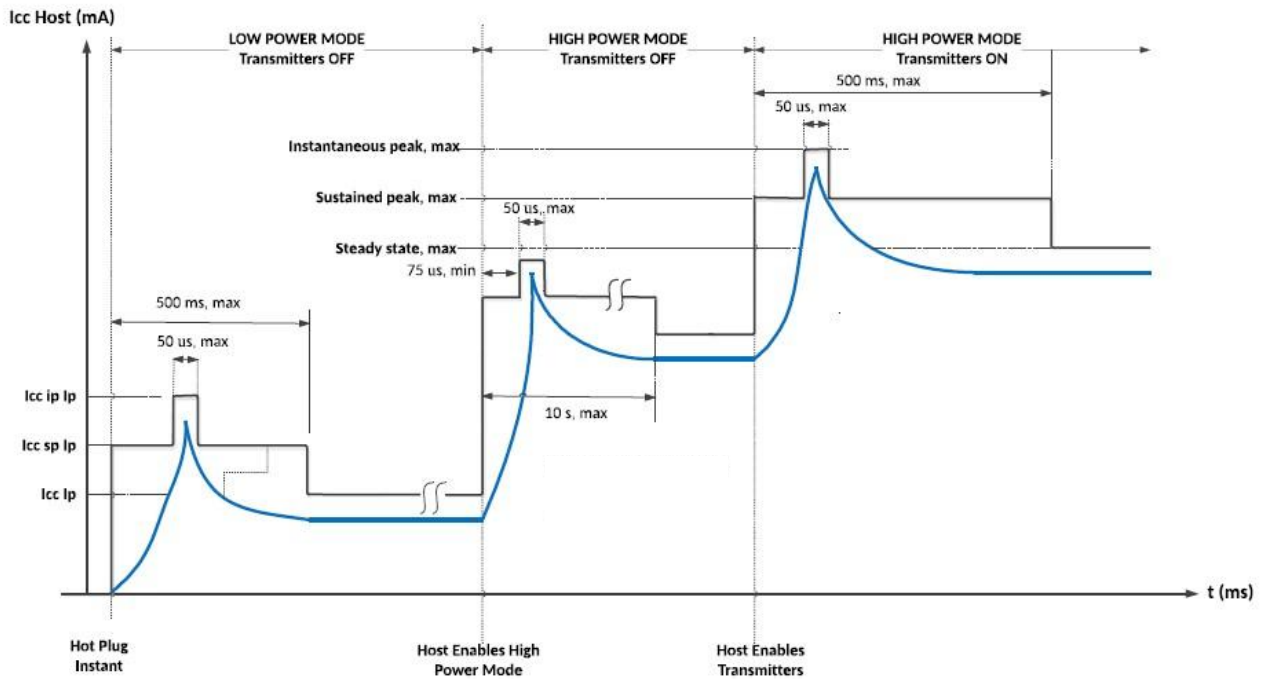 Icc Host (mA)
LOW POWER MODE
Transmitters OFF
HIGH POWER MODE
Transmitters OFF
HIGH POWER MODE
Transmitters ON
500 ms, max
50 us, max
Instantaneous peak, max
Sustained peak, max
50 us, max
Steady state, max
75 us, min
500 ms, max
50 us, max
Icc ip lp
10 s, max
Icc sp lp
Icc lp
t (ms)
Hot Plug
Instant
Host Enables High
Power Mode
Host Enables
Transmitters